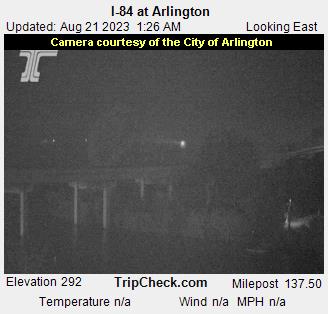 I-84 at Arlington
Updated: Aug 21 2023 1:26 AM Looking East
Camera courtesy of the City of Arlington
Elevation 292 TripCheck.com Milepost 137.50
Temperature n/a Wind n/a MPH n/a